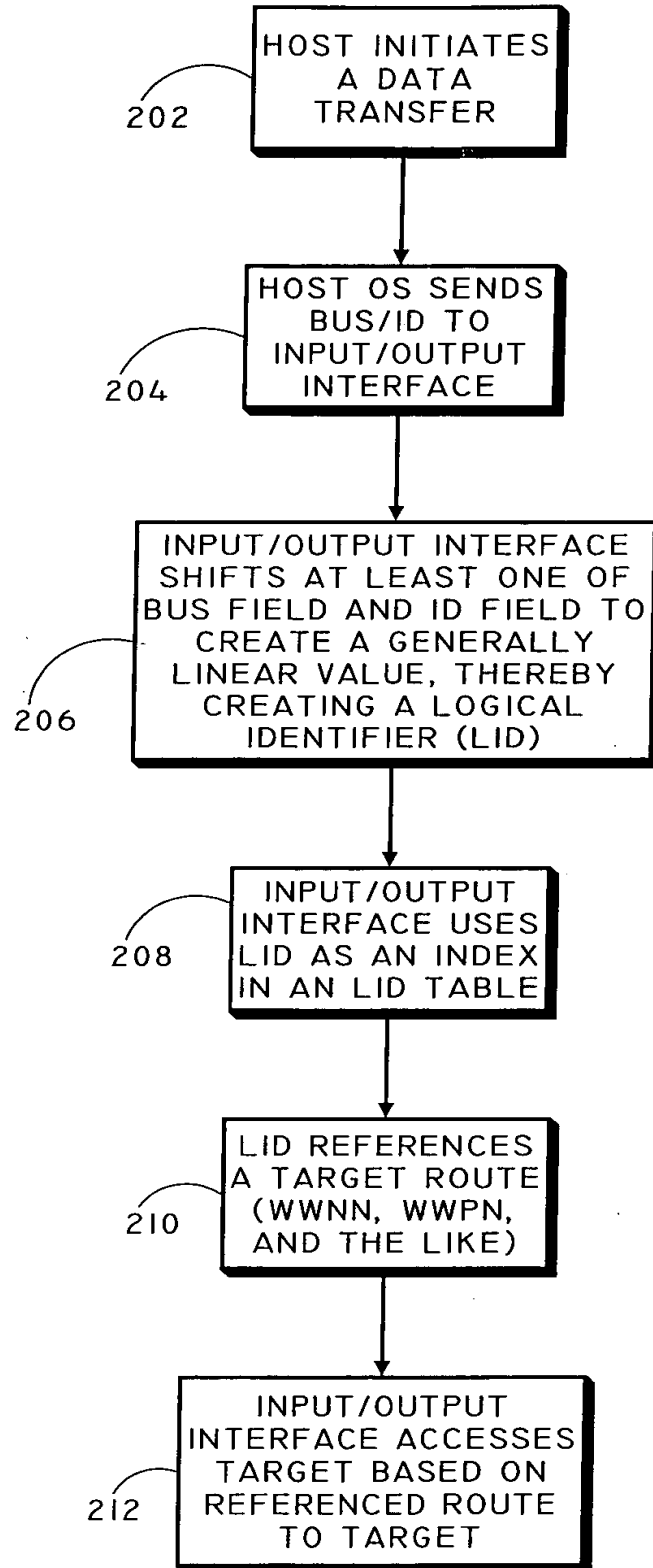 HOST INITIATES
A DATA
TRANSFER
202
HOST OS SENDS
BUS/ID TO
INPUT/OUTPUT
INTERFACE
204
INPUT/OUTPUT INTERFACE
SHIFTS AT LEAST ONE OF
BUS FIELD AND ID FIELD TO
CREATE A GENERALLY
LINEAR VALUE, THEREBY
CREATING A LOGICAL
IDENTIFIER (LID)
206
INPUT/OUTPUT
INTERFACE USES
LID AS AN INDEX
IN AN LID TABLE
208
LID REFERENCES
A TARGET ROUTE
(WWNN, WWPN,
AND THE LIKE)
210
INPUT/OUTPUT
INTERFACE ACCESSES
TARGET BASED ON
REFERENCED ROUTE
TO TARGET
212